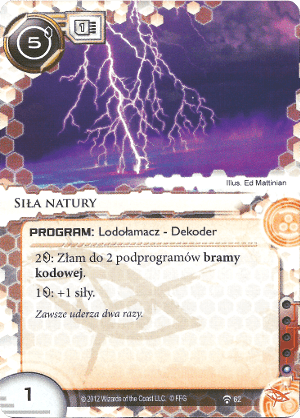 5
1
Illus. Ed Mattinian
SIŁA NATURY
PROGRAM: Lodołamacz - Dekoder
2: Złam do 2 podprogramów bramy
kodowej.
1: +1 siły.
Zawsze uderza dwa razy.
1
© 2012 Wizards of the Coast LLC. © FFG 62